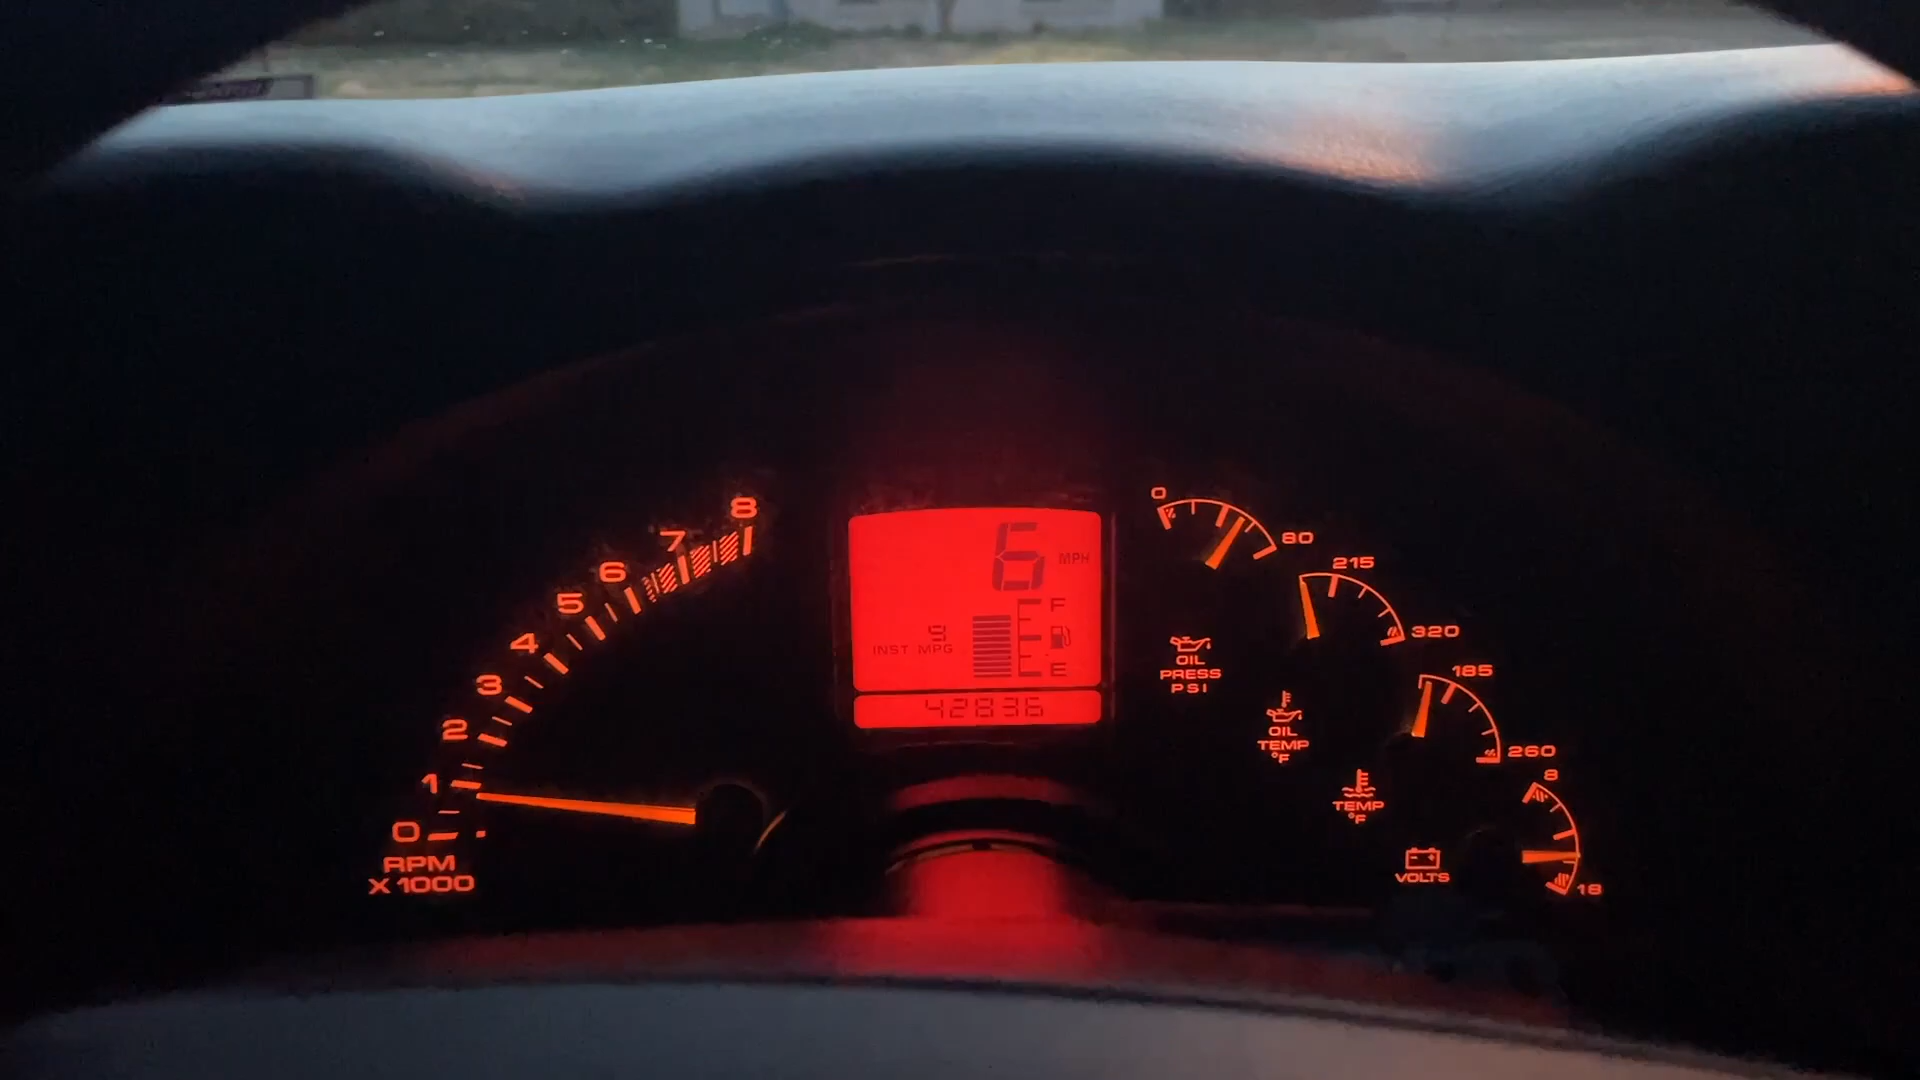 8
7
6
5
4
3
2
1
0
RPM
X 1000
6 MPH
F
9
INST MPG
E
42836
0
80
OIL
PRESS
PSI
215
320
OIL
TEMP
°F
185
260
TEMP
°F
8
18
VOLTS